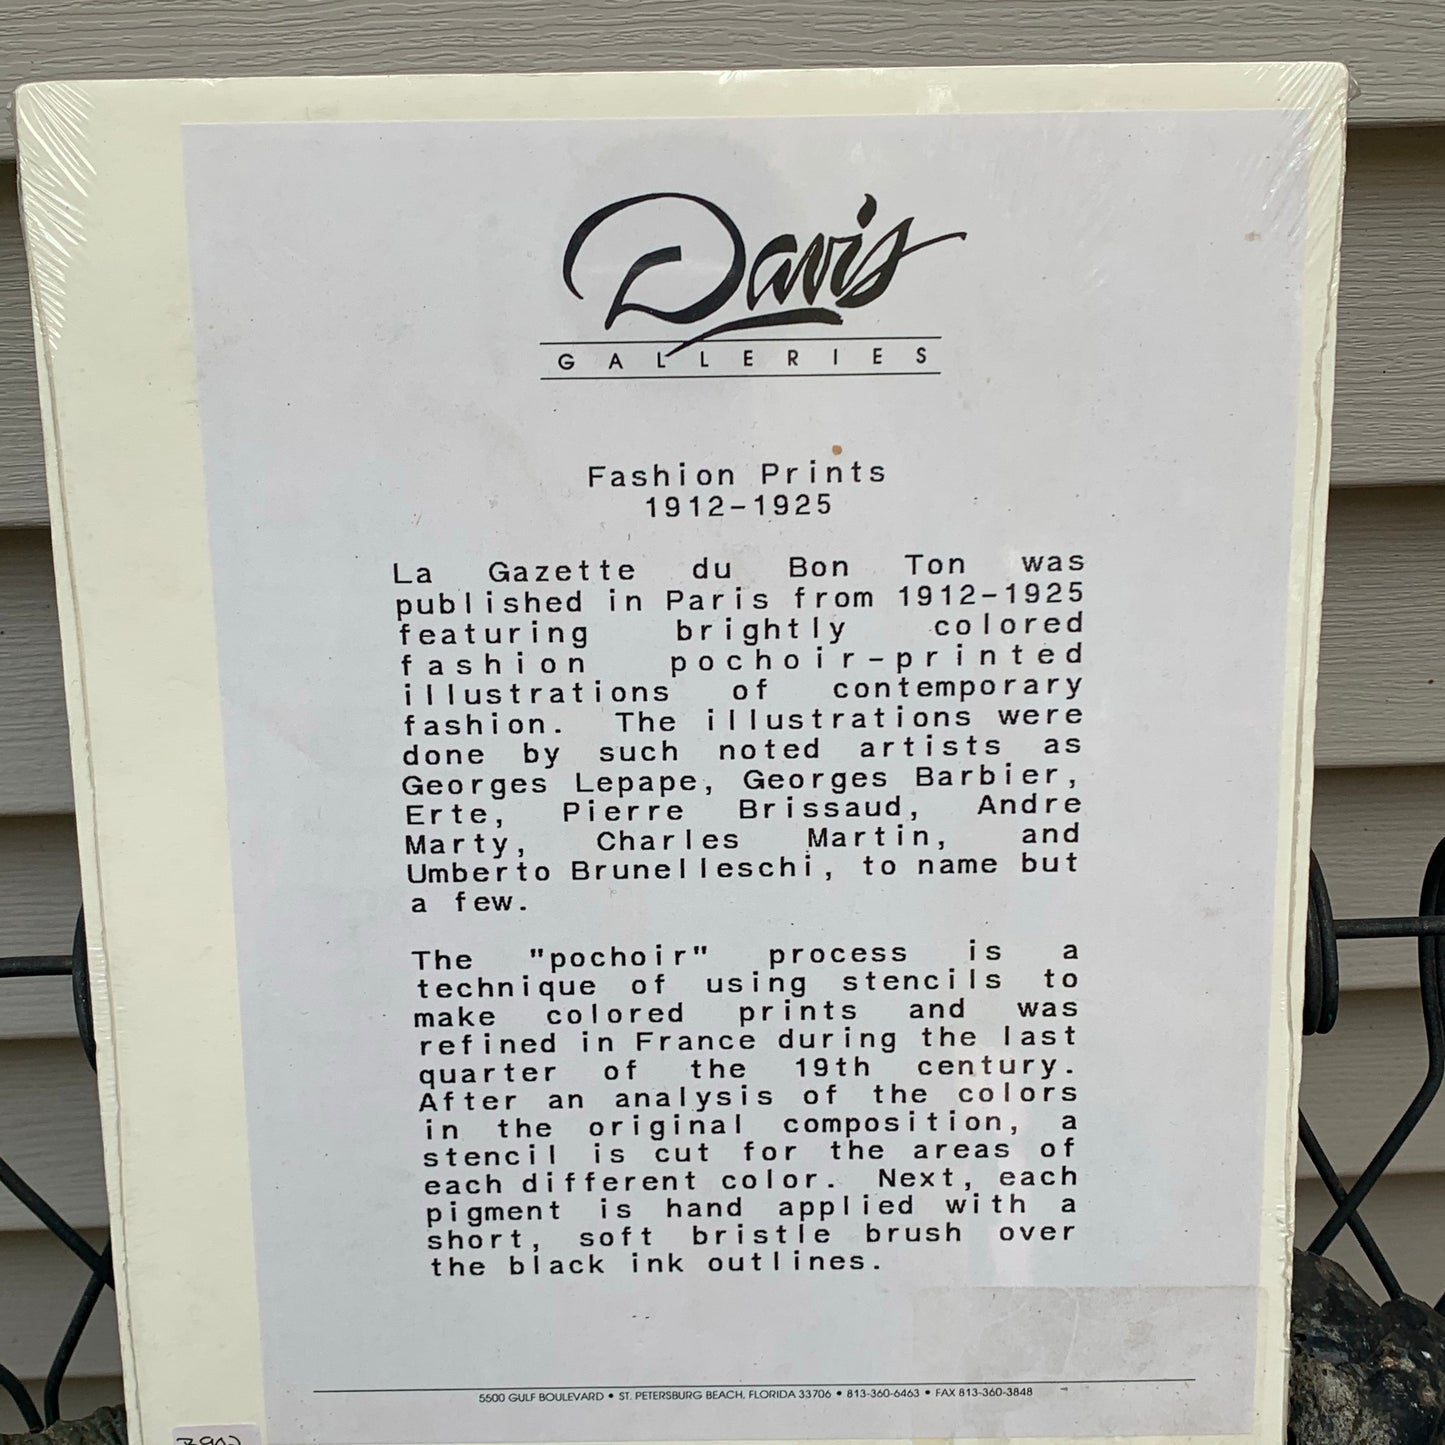 Davis
GALLERIES
Fashion Prints
1912-1925
La Gazette du Bon Ton was
published in Paris from 1912-1925
featuring brightly colored
fashion pochoir-printed
illustrations of contemporary
fashion. The illustrations were
done by such noted artists as
Georges Lepape, Georges Barbier,
Erte, Pierre Brissaud, Andre
Marty, Charles Martin, and
Umberto Brunelleschi, to name but
a few.
The "pochoir" process is a
technique of using stencils to
make colored prints and was
refined in France during the last
quarter of the 19th century.
After an analysis of the colors
in the original composition, a
stencil is cut for the areas of
each different color. Next, each
pigment is hand applied with a
short, soft bristle brush over
the black ink outlines.
5500 GULF BOULEVARD • ST. PETERSBURG BEACH, FLORIDA 33706 • 813-360-6463 • FAX 813-360-3848